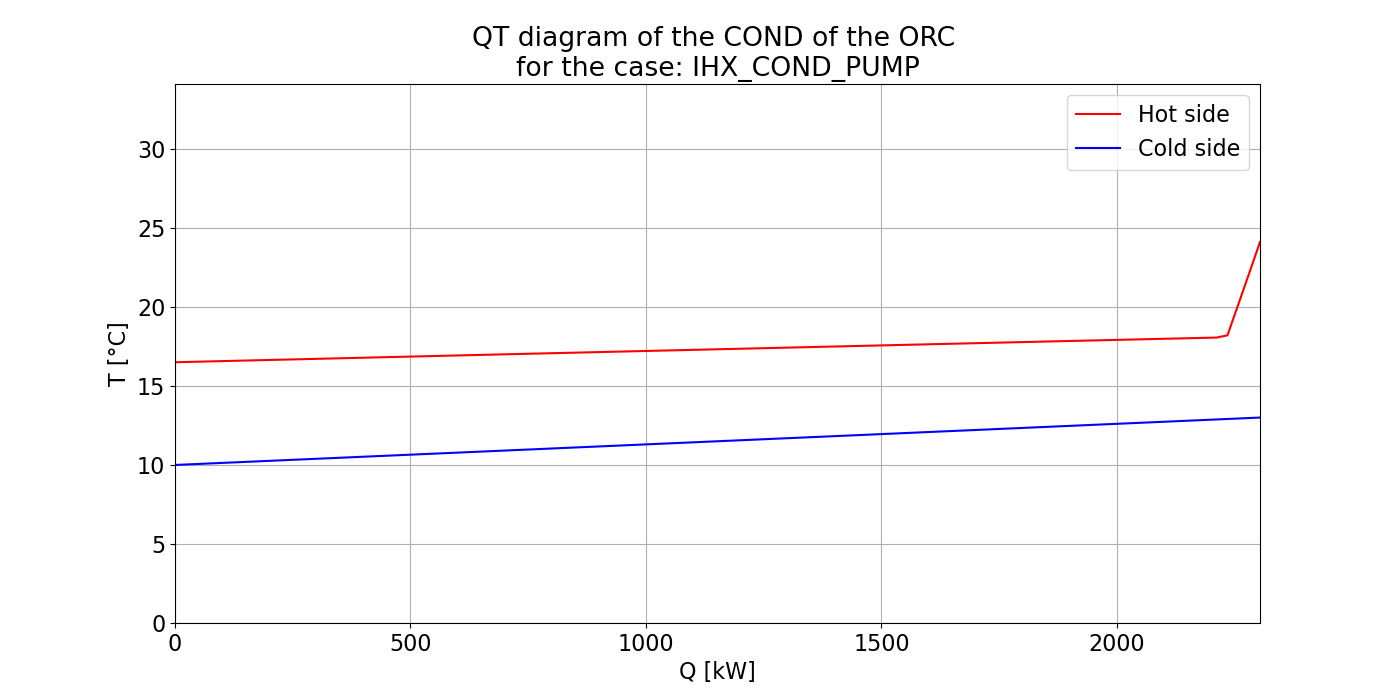 QT diagram of the COND of the ORC
for the case: IHX_COND_PUMP
Hot side
Cold side
30
25
20
15
10
5
0
T [°C]
0 500 1000 1500 2000
Q [kW]